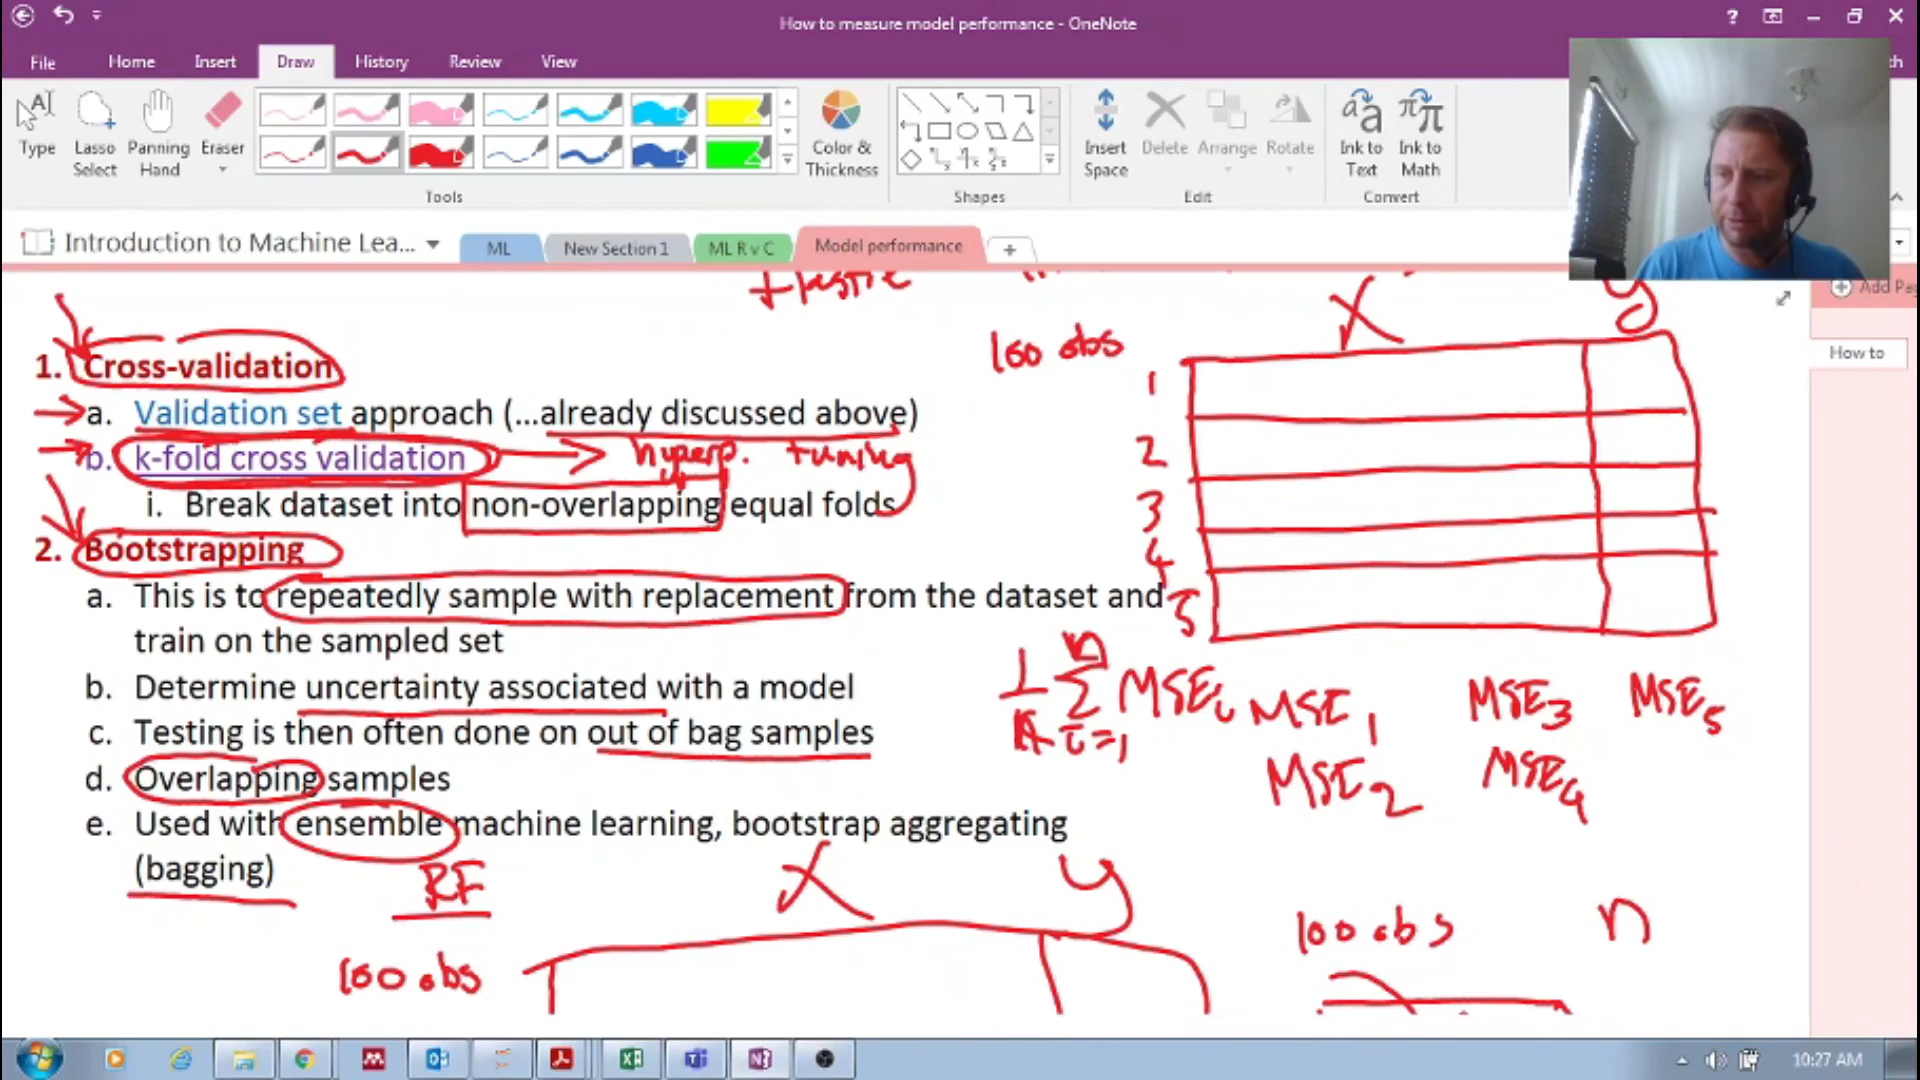 How to measure model performance - OneNote
?
File Home Insert Draw History Review View
Type
Lasso Select
Panning Hand
Eraser
Color & Thickness
Insert Space
Delete
Arrange
Rotate
Ink to Text
Ink to Math
Tools Shapes Edit Convert
Introduction to Machine Lea... ML New Section 1 ML R v C Model performance +
Add Pag
How to
X y
100 obs
1
2
3
4
5
1. Cross-validation
a. Validation set approach (...already discussed above)
b. k-fold cross validation → hyperp. tuning
i. Break dataset into non-overlapping equal folds
2. Bootstrapping
a. This is to repeatedly sample with replacement from the dataset and
train on the sampled set
b. Determine uncertainty associated with a model
c. Testing is then often done on out of bag samples
d. Overlapping samples
e. Used with ensemble machine learning, bootstrap aggregating
(bagging)
MSE1 MSE3 MSE5
MSE2 MSE4
RF
X y
100 obs
100 obs n
10:27 AM